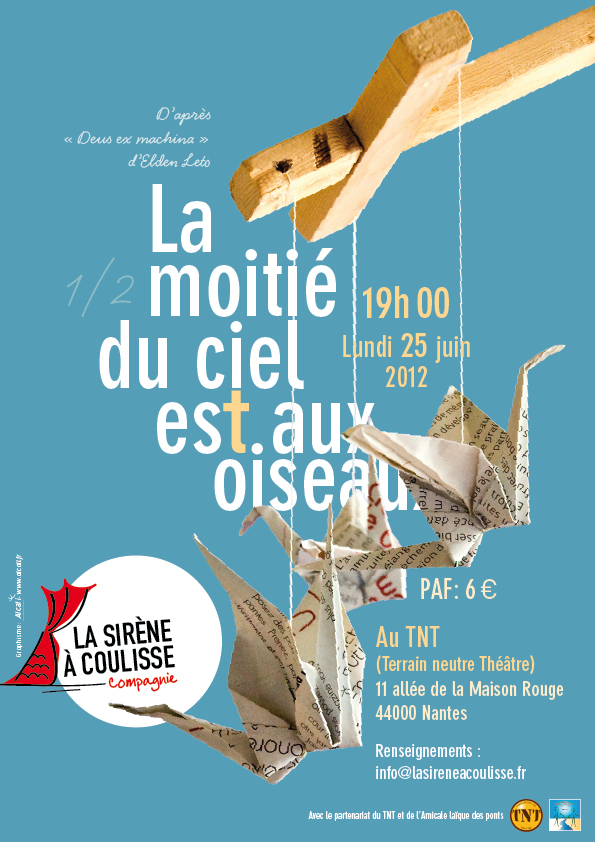 D'après
« Deus ex machina »
d'Elden Leto
La
1/2 moitié
du ciel
est aux
oiseaux
19h 00
Lundi 25 juin
2012
PAF: 6 €
Au TNT
(Terrain neutre Théâtre)
11 allée de la Maison Rouge
44000 Nantes
Renseignements :
info@lasireneacoulisse.fr
LA SIRÈNE
À COULISSE
Compagnie
Avec le partenariat du TNT et de l'Amicale laïque des ponts
TNT